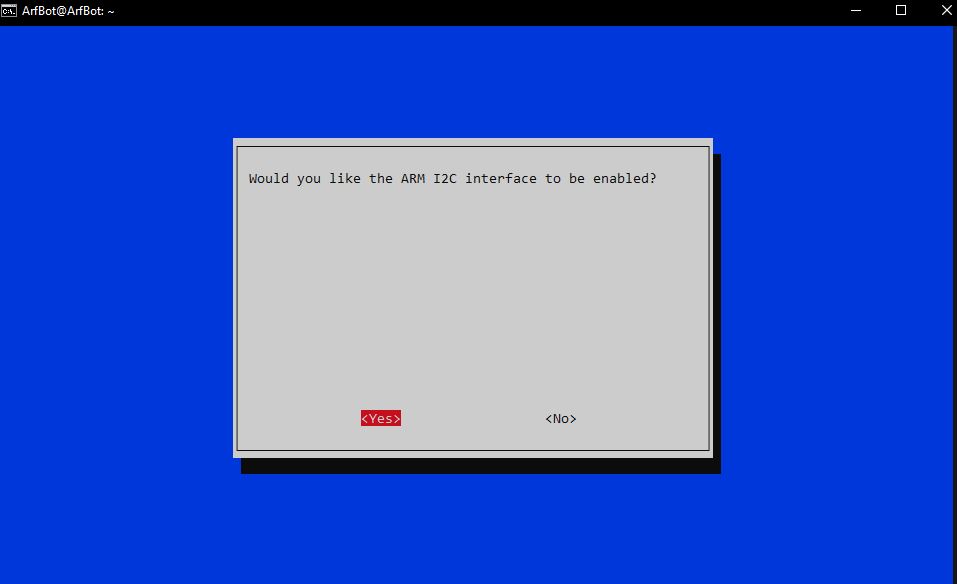 ArfBot@ArfBot: ~
Would you like the ARM I2C interface to be enabled?
<Yes> <No>